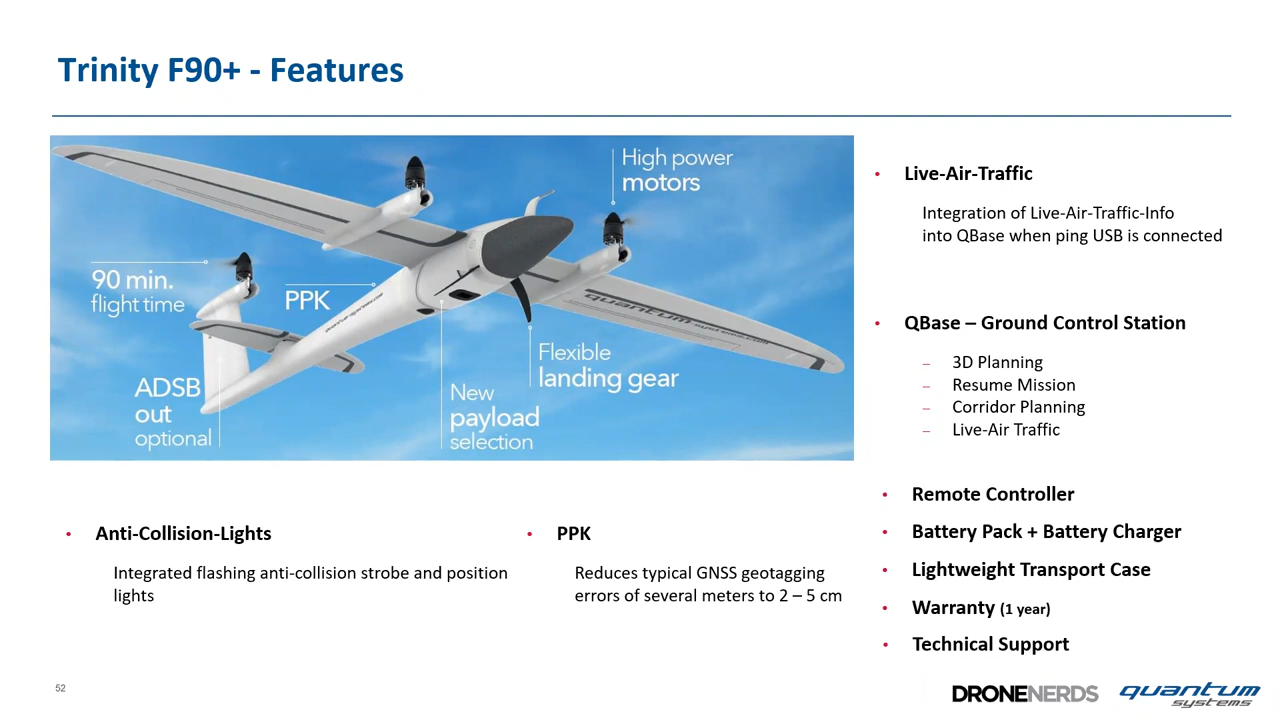 Trinity F90+ - Features
High power
motors
90 min.
flight time
PPK
quantum
systems.com
Flexible
landing gear
ADSB
out
optional
New
payload
selection
• Live-Air-Traffic
Integration of Live-Air-Traffic-Info
into QBase when ping USB is connected
• QBase – Ground Control Station
– 3D Planning
– Resume Mission
– Corridor Planning
– Live-Air Traffic
• Remote Controller
• Battery Pack + Battery Charger
• Lightweight Transport Case
• Warranty (1 year)
• Technical Support
• Anti-Collision-Lights
Integrated flashing anti-collision strobe and position
lights
• PPK
Reduces typical GNSS geotagging
errors of several meters to 2 – 5 cm
52
DRONENERDS
quantum
systems